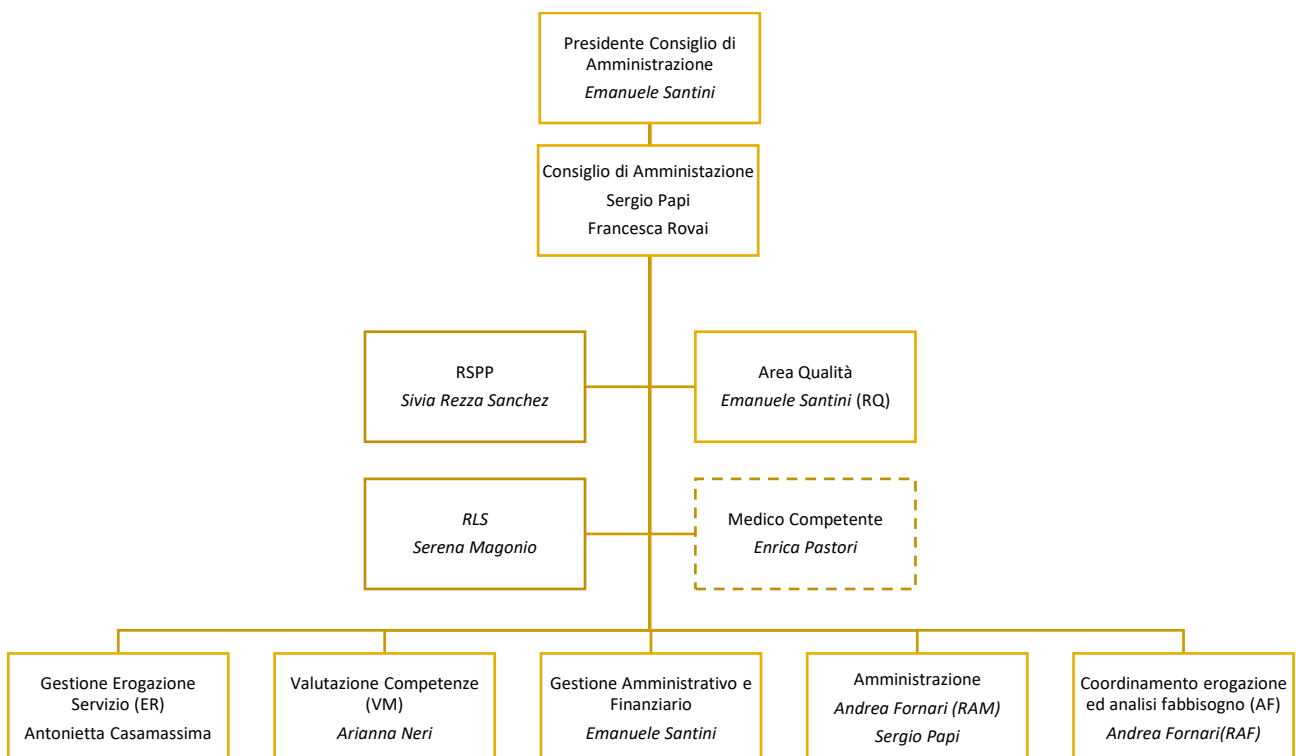 Presidente Consiglio di
Amministrazione
Emanuele Santini
Consiglio di Amministazione
Sergio Papi
Francesca Rovai
RSPP
Sivia Rezza Sanchez
Area Qualità
Emanuele Santini (RQ)
RLS
Serena Magonio
Medico Competente
Enrica Pastori
Gestione Erogazione
Servizio (ER)
Antonietta Casamassima
Valutazione Competenze
(VM)
Arianna Neri
Gestione Amministrativo e
Finanziario
Emanuele Santini
Amministrazione
Andrea Fornari (RAM)
Sergio Papi
Coordinamento erogazione
ed analisi fabbisogno (AF)
Andrea Fornari(RAF)